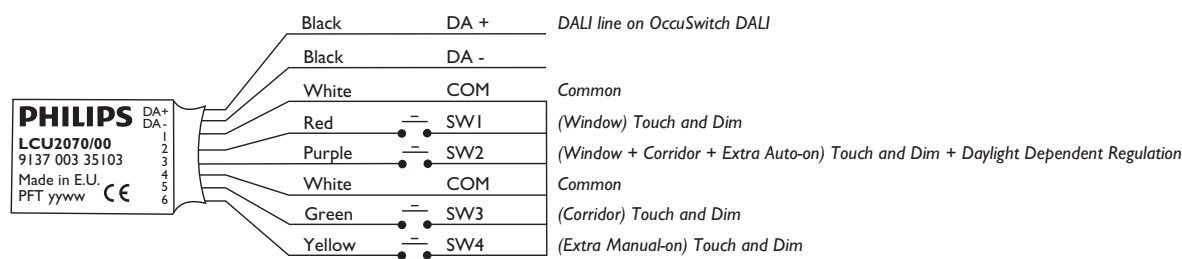 Black DA + DALI line on OccuSwitch DALI
Black DA -
White COM Common
Red SW1 (Window) Touch and Dim
Purple SW2 (Window + Corridor + Extra Auto-on) Touch and Dim + Daylight Dependent Regulation
White COM Common
Green SW3 (Corridor) Touch and Dim
Yellow SW4 (Extra Manual-on) Touch and Dim
PHILIPS
LCU2070/00
9137 003 35103
Made in E.U.
PFT yyww CE
DA+
DA-
1
2
3
4
5
6